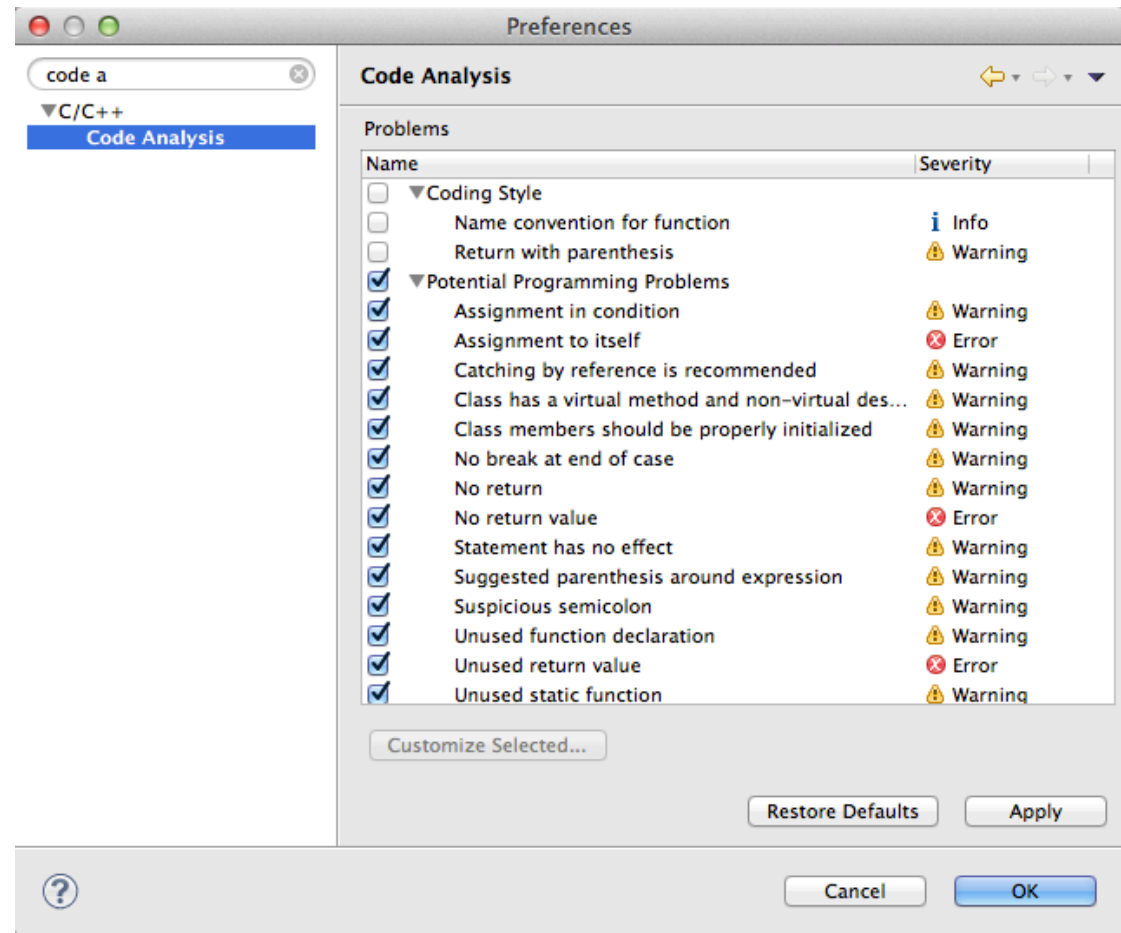 Preferences
code a
C/C++
Code Analysis
Code Analysis
Problems
Name Severity
Coding Style
Name convention for function i Info
Return with parenthesis Warning
Potential Programming Problems
Assignment in condition Warning
Assignment to itself Error
Catching by reference is recommended Warning
Class has a virtual method and non-virtual des... Warning
Class members should be properly initialized Warning
No break at end of case Warning
No return Warning
No return value Error
Statement has no effect Warning
Suggested parenthesis around expression Warning
Suspicious semicolon Warning
Unused function declaration Warning
Unused return value Error
Unused static function Warning
Customize Selected...
Restore Defaults Apply
? Cancel OK